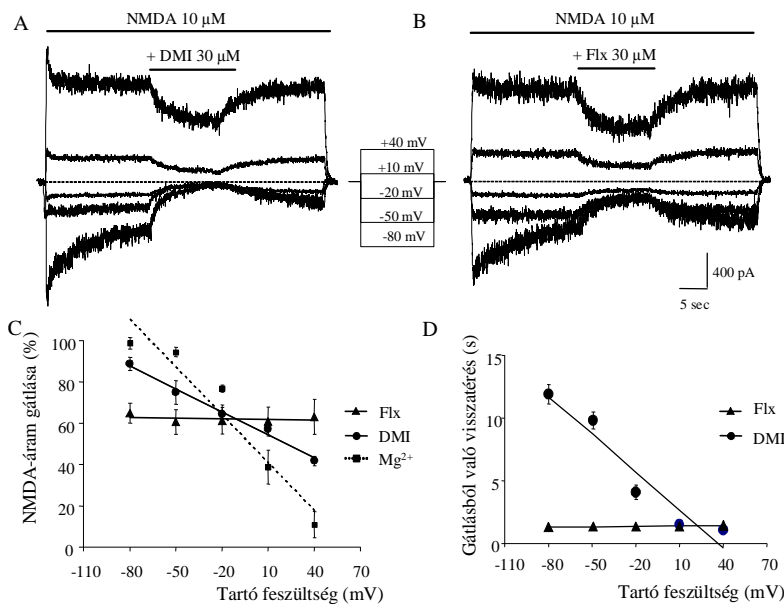 A
NMDA 10 µM
+ DMI 30 µM
B
NMDA 10 µM
+ Flx 30 µM
+40 mV
+10 mV
-20 mV
-50 mV
-80 mV
400 pA
5 sec
C
NMDA-áram gátlása (%)
100
80
60
40
20
0
-110
-80
-50
-20
10
40
70
Tartó feszültség (mV)
Flx
DMI
Mg²⁺
D
Gátlásból való visszatérés (s)
15
10
5
0
-110
-80
-50
-20
10
40
70
Tartó feszültség (mV)
Flx
DMI